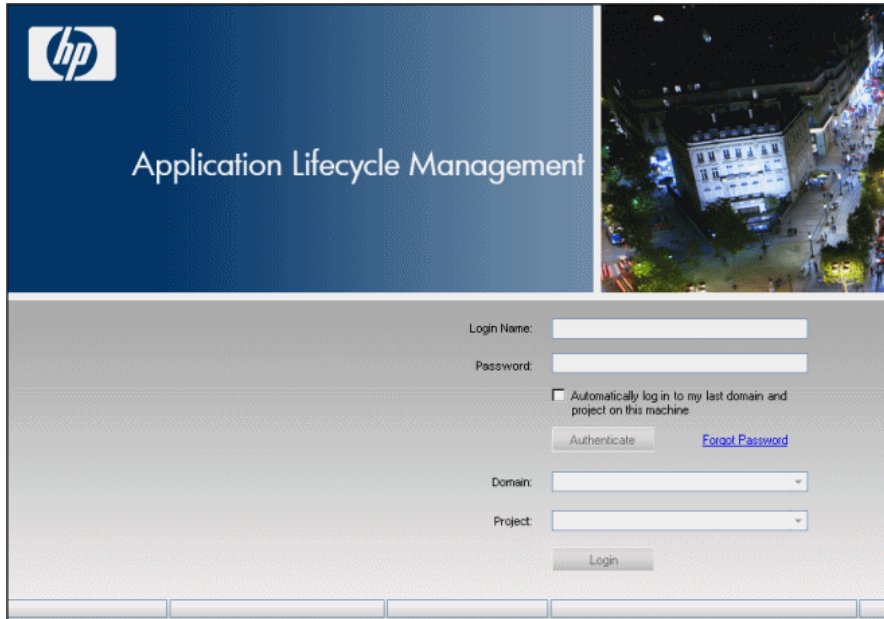 hp
Application Lifecycle Management
Login Name:
Password:
Automatically log in to my last domain and
project on this machine
Authenticate
Forgot Password
Domain:
Project:
Login